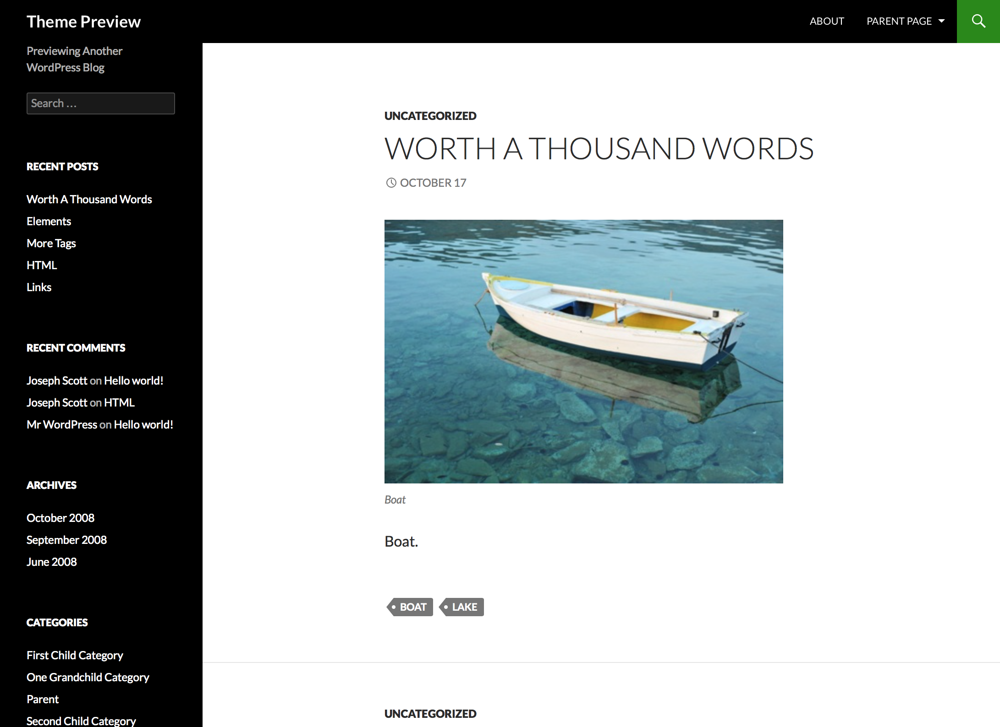 Theme Preview
ABOUT
PARENT PAGE
Previewing Another
WordPress Blog
Search …
RECENT POSTS
Worth A Thousand Words
Elements
More Tags
HTML
Links
RECENT COMMENTS
Joseph Scott on Hello world!
Joseph Scott on HTML
Mr WordPress on Hello world!
ARCHIVES
October 2008
September 2008
June 2008
CATEGORIES
First Child Category
One Grandchild Category
Parent
Second Child Category
UNCATEGORIZED
WORTH A THOUSAND WORDS
OCTOBER 17
Boat
Boat.
BOAT
LAKE
UNCATEGORIZED